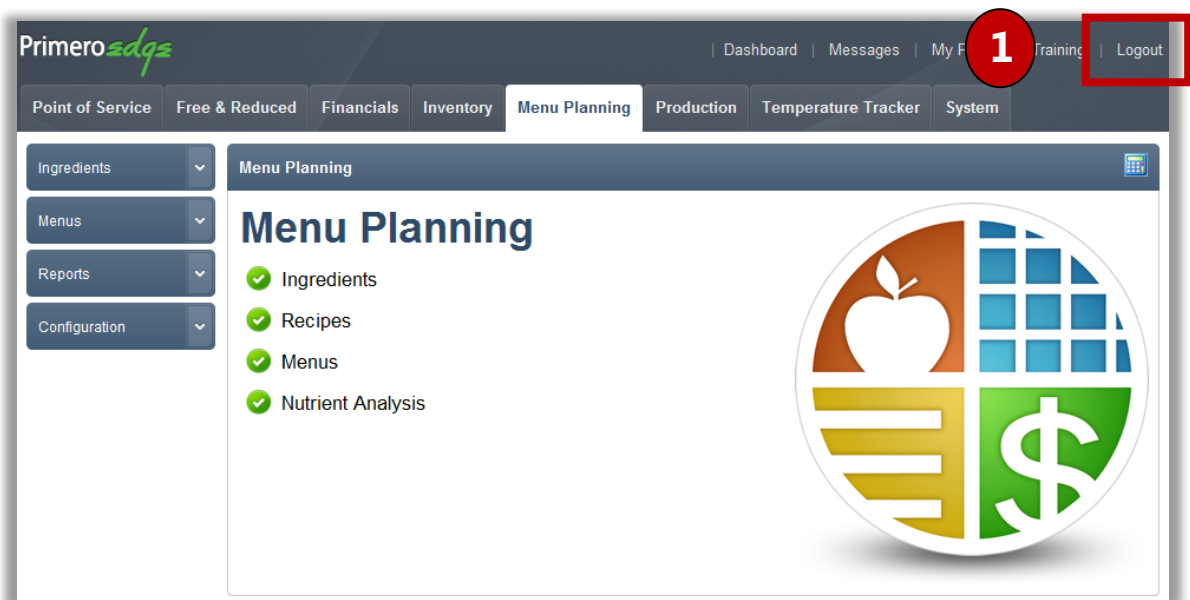 Primero edge
| Dashboard | Messages | My F
1
Training | Logout
Point of Service Free & Reduced Financials Inventory Menu Planning Production Temperature Tracker System
Ingredients
Menus
Reports
Configuration
Menu Planning
Menu Planning
Ingredients
Recipes
Menus
Nutrient Analysis
$